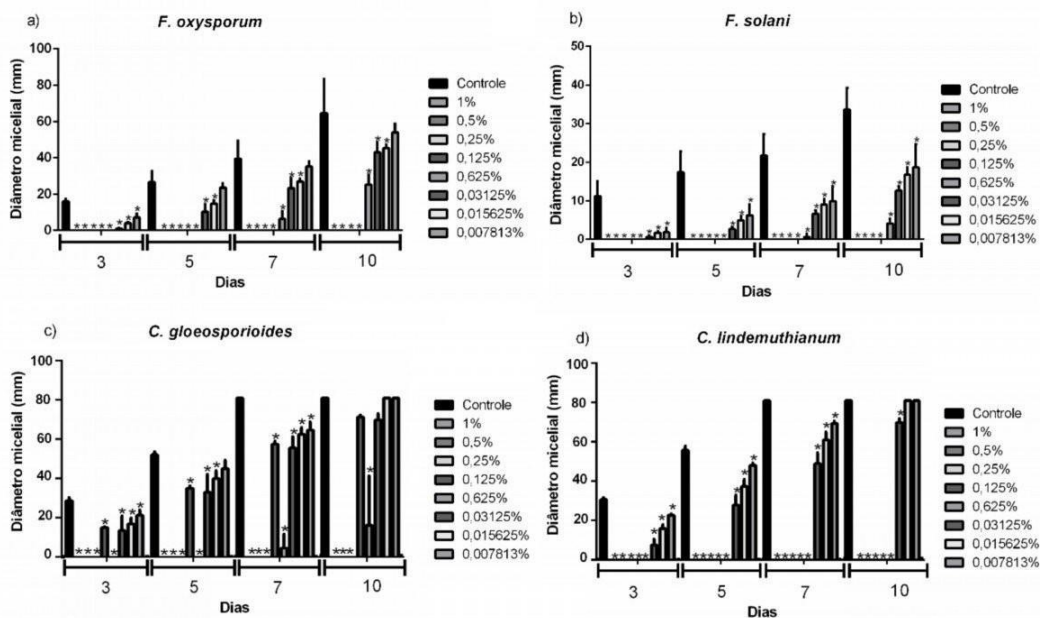 a)
F. oxysporum
Diâmetro micelial (mm)
100
80
60
40
20
0
* * * * * * * *
* * * * * * *
* * * * * * *
* * * * * * *
3
5
7
10
Dias
Controle
1%
0,5%
0,25%
0,125%
0,625%
0,03125%
0,015625%
0,007813%
b)
F. solani
Diâmetro micelial (mm)
50
40
30
20
10
0
* * * * * * * *
* * * * * * * *
* * * * * * * *
* * * * * * * *
3
5
7
10
Dias
Controle
1%
0,5%
0,25%
0,125%
0,625%
0,03125%
0,015625%
0,007813%
c)
C. gloeosporioides
Diâmetro micelial (mm)
100
80
60
40
20
0
* * * * * * * *
* * * * * * *
* * * * * * *
* * * *
3
5
7
10
Dias
Controle
1%
0,5%
0,25%
0,125%
0,625%
0,03125%
0,015625%
0,007813%
d)
C. lindemuthianum
Diâmetro micelial (mm)
100
80
60
40
20
0
* * * * * * * *
* * * * * * * *
* * * * * * * *
* * * * * *
3
5
7
10
Dias
Controle
1%
0,5%
0,25%
0,125%
0,625%
0,03125%
0,015625%
0,007813%